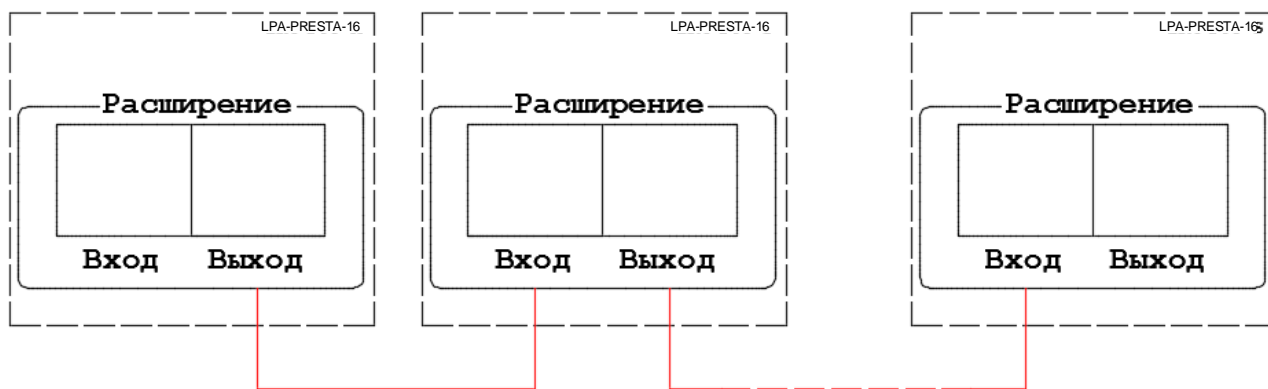 LPA-PRESTA-16 LPA-PRESTA-16 LPA-PRESTA-16
Расширение Расширение Расширение
Вход Выход Вход Выход Вход Выход